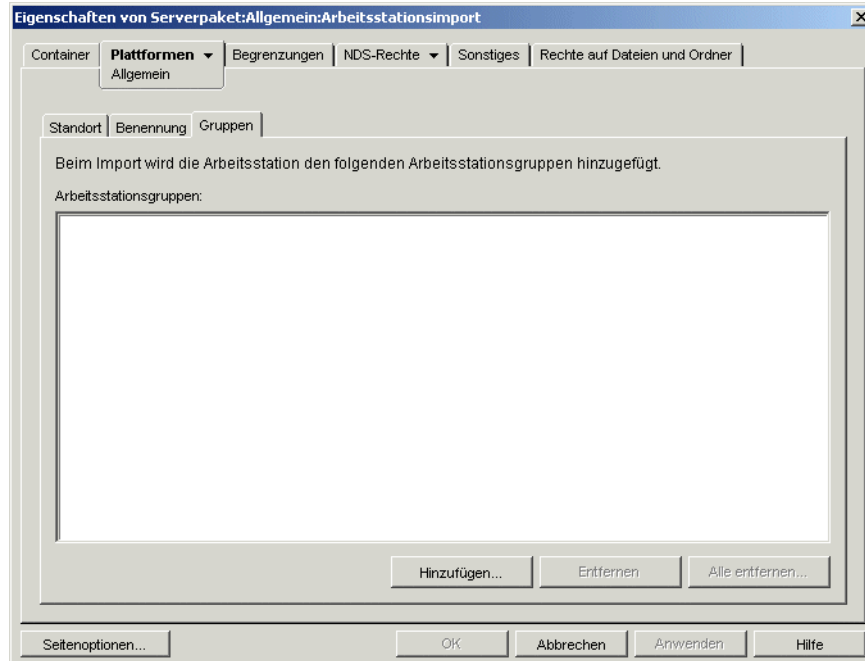 Eigenschaften von Serverpaket:Allgemein:Arbeitsstationsimport
Container Plattformen Begrenzungen NDS-Rechte Sonstiges Rechte auf Dateien und Ordner
Allgemein
Standort Benennung Gruppen
Beim Import wird die Arbeitsstation den folgenden Arbeitsstationsgruppen hinzugefügt.
Arbeitsstationsgruppen:
Hinzufügen... Entfernen Alle entfernen...
Seitenoptionen... OK Abbrechen Anwenden Hilfe